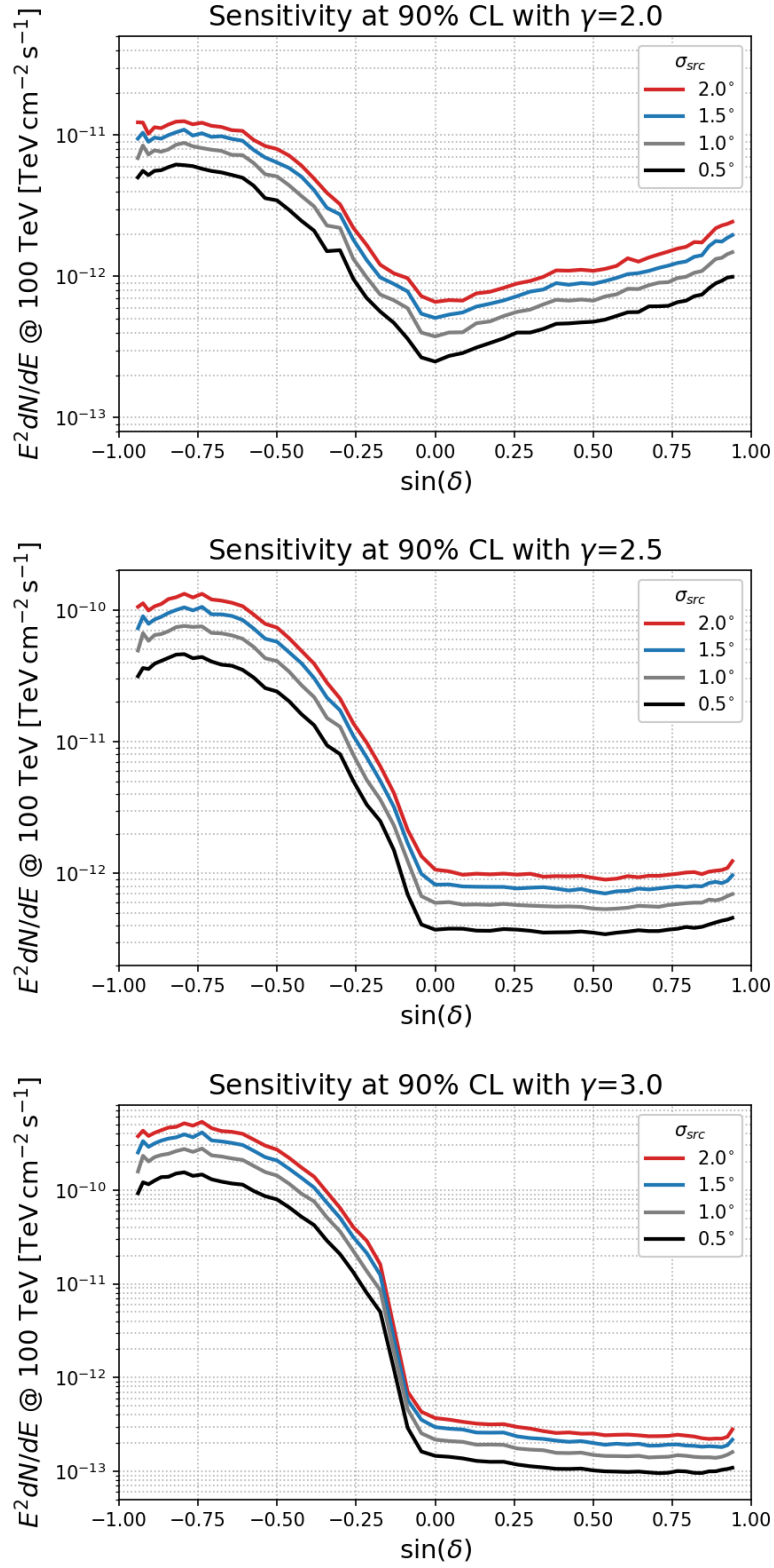 Sensitivity at 90% CL with γ=2.0
E²dN/dE @ 100 TeV [TeV cm⁻² s⁻¹]
10⁻¹¹
10⁻¹²
10⁻¹³
σ_src
2.0°
1.5°
1.0°
0.5°
−1.00 −0.75 −0.50 −0.25 0.00 0.25 0.50 0.75 1.00
sin(δ)
Sensitivity at 90% CL with γ=2.5
E²dN/dE @ 100 TeV [TeV cm⁻² s⁻¹]
10⁻¹⁰
10⁻¹¹
10⁻¹²
σ_src
2.0°
1.5°
1.0°
0.5°
−1.00 −0.75 −0.50 −0.25 0.00 0.25 0.50 0.75 1.00
sin(δ)
Sensitivity at 90% CL with γ=3.0
E²dN/dE @ 100 TeV [TeV cm⁻² s⁻¹]
10⁻¹⁰
10⁻¹¹
10⁻¹²
10⁻¹³
σ_src
2.0°
1.5°
1.0°
0.5°
−1.00 −0.75 −0.50 −0.25 0.00 0.25 0.50 0.75 1.00
sin(δ)